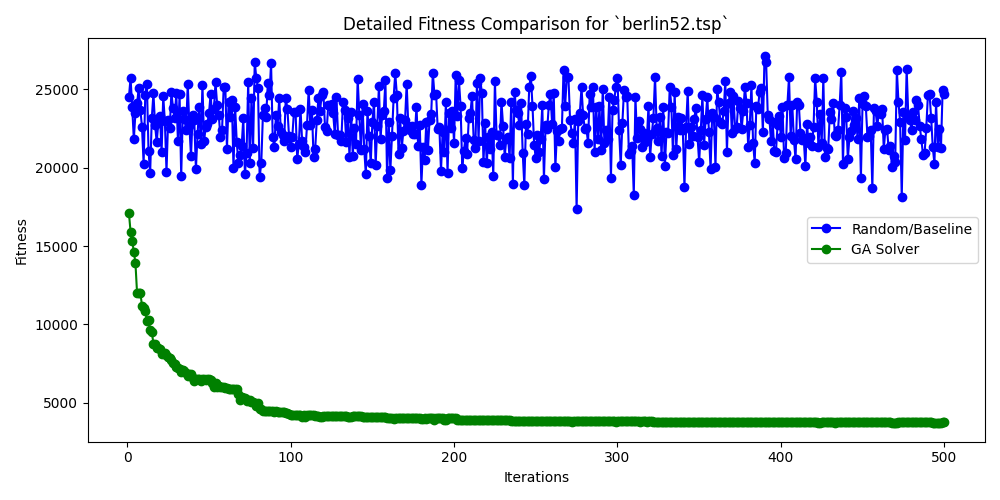 Detailed Fitness Comparison for `berlin52.tsp`
Fitness
25000
20000
15000
10000
5000
Random/Baseline
GA Solver
0 100 200 300 400 500
Iterations